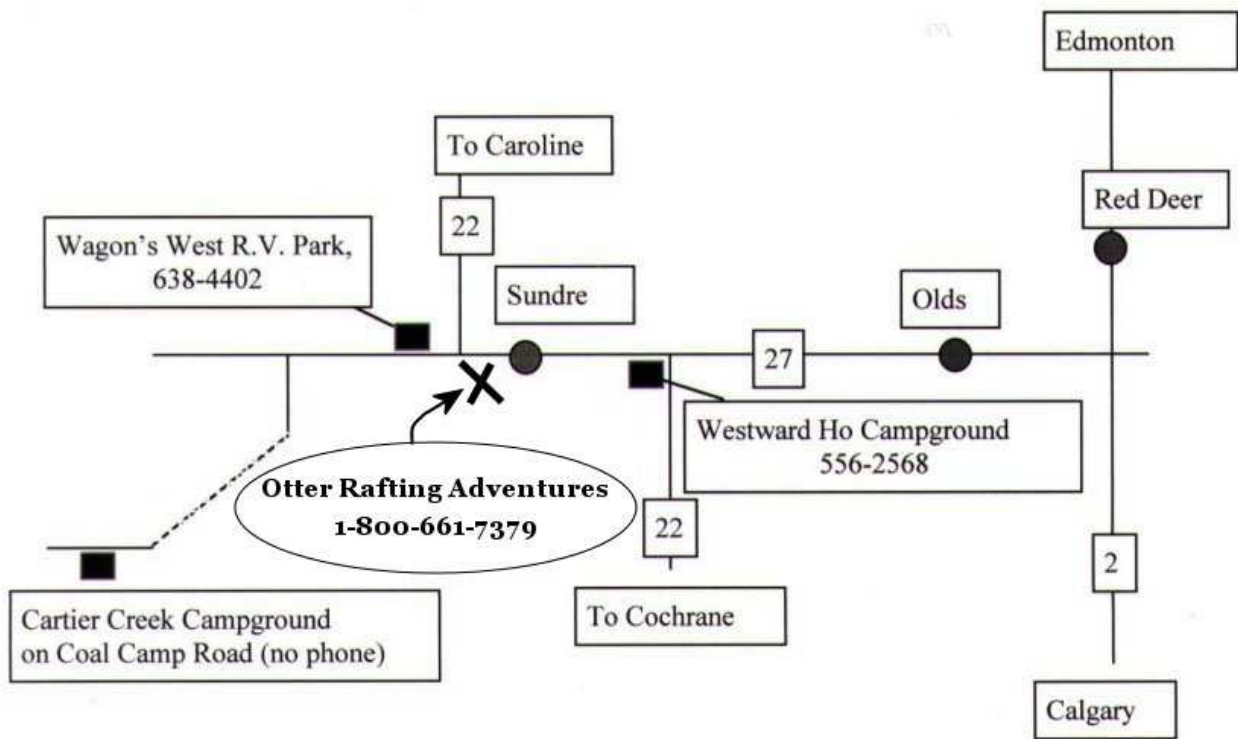 Edmonton
To Caroline
Red Deer
22
Wagon's West R.V. Park,
638-4402
Sundre
Olds
27
Westward Ho Campground
556-2568
Otter Rafting Adventures
1-800-661-7379
22
2
Cartier Creek Campground
on Coal Camp Road (no phone)
To Cochrane
Calgary